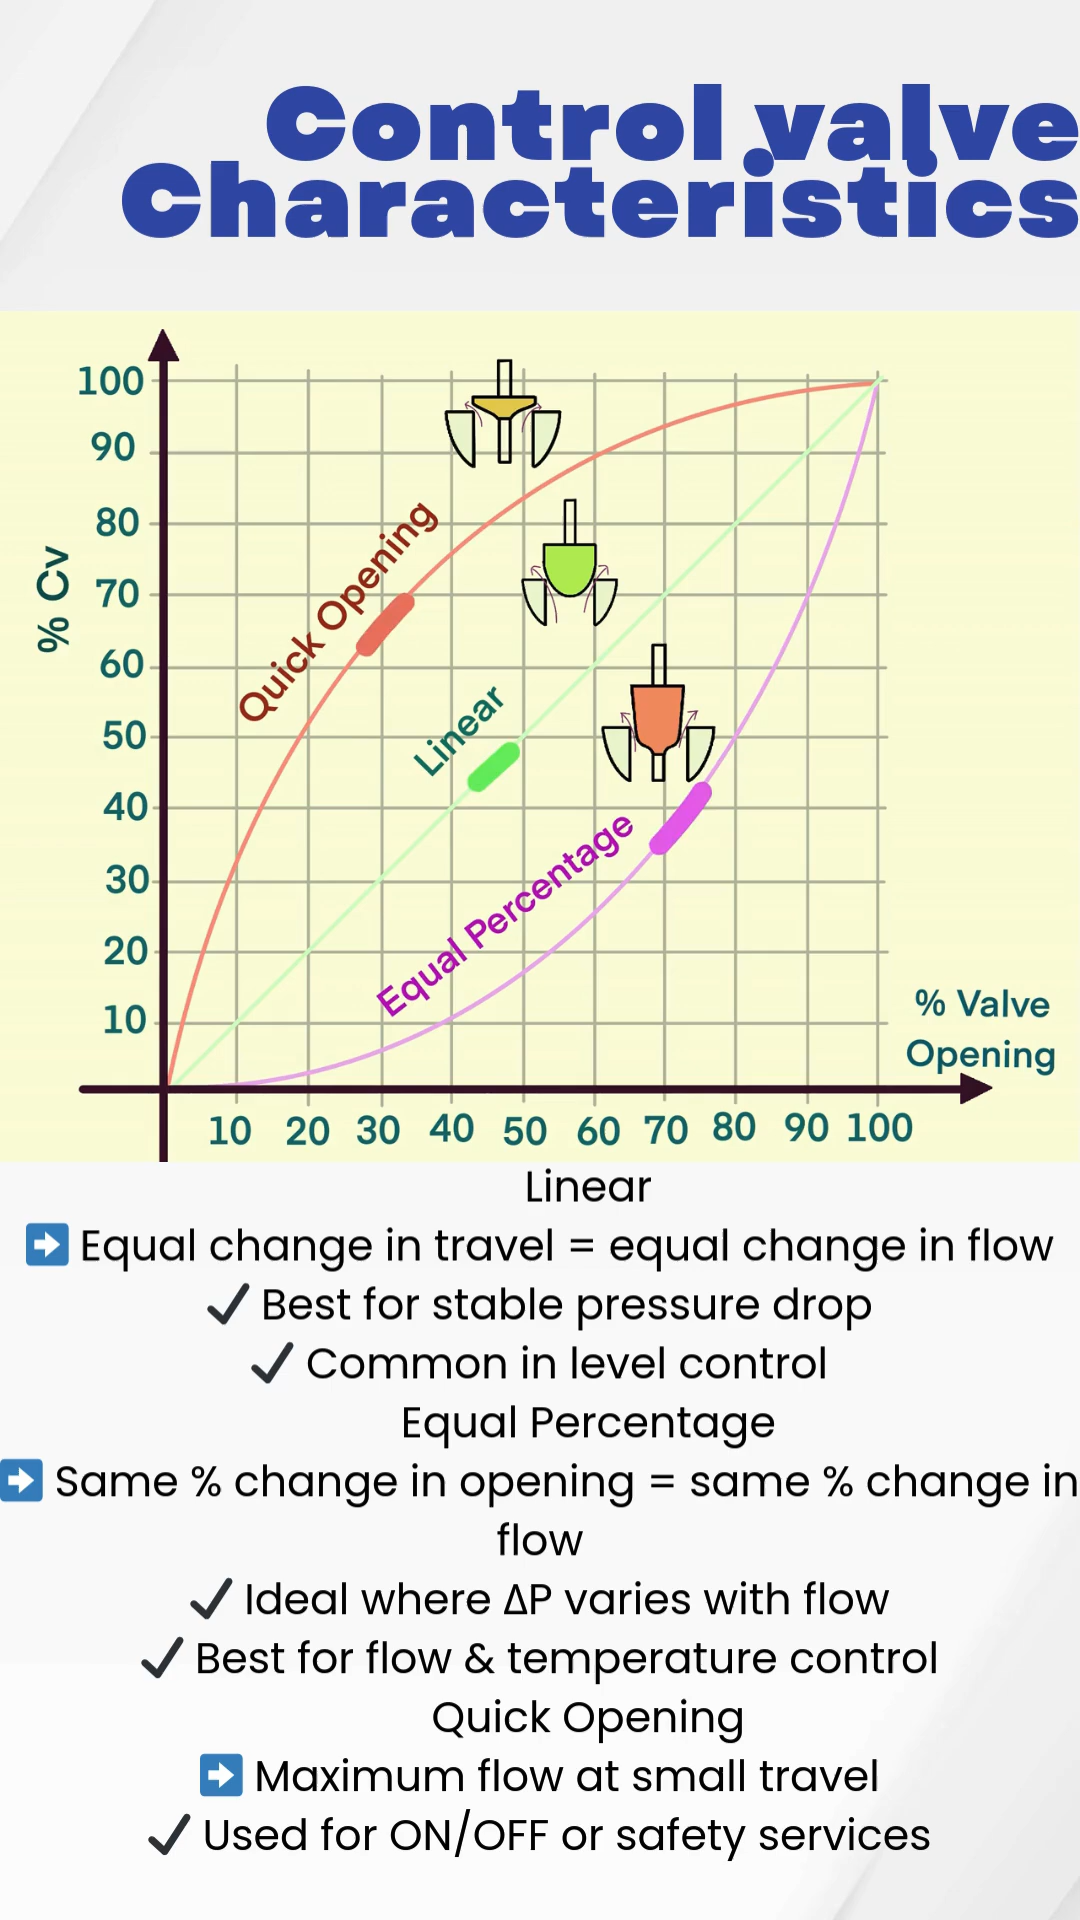 Control valve
Characteristics
100
90
80
70
60
50
40
30
20
10
% Cv
Quick Opening
Linear
Equal Percentage
% Valve
Opening
10 20 30 40 50 60 70 80 90 100
Linear
➡ Equal change in travel = equal change in flow
✔ Best for stable pressure drop
✔ Common in level control
Equal Percentage
➡ Same % change in opening = same % change in
flow
✔ Ideal where ΔP varies with flow
✔ Best for flow & temperature control
Quick Opening
➡ Maximum flow at small travel
✔ Used for ON/OFF or safety services